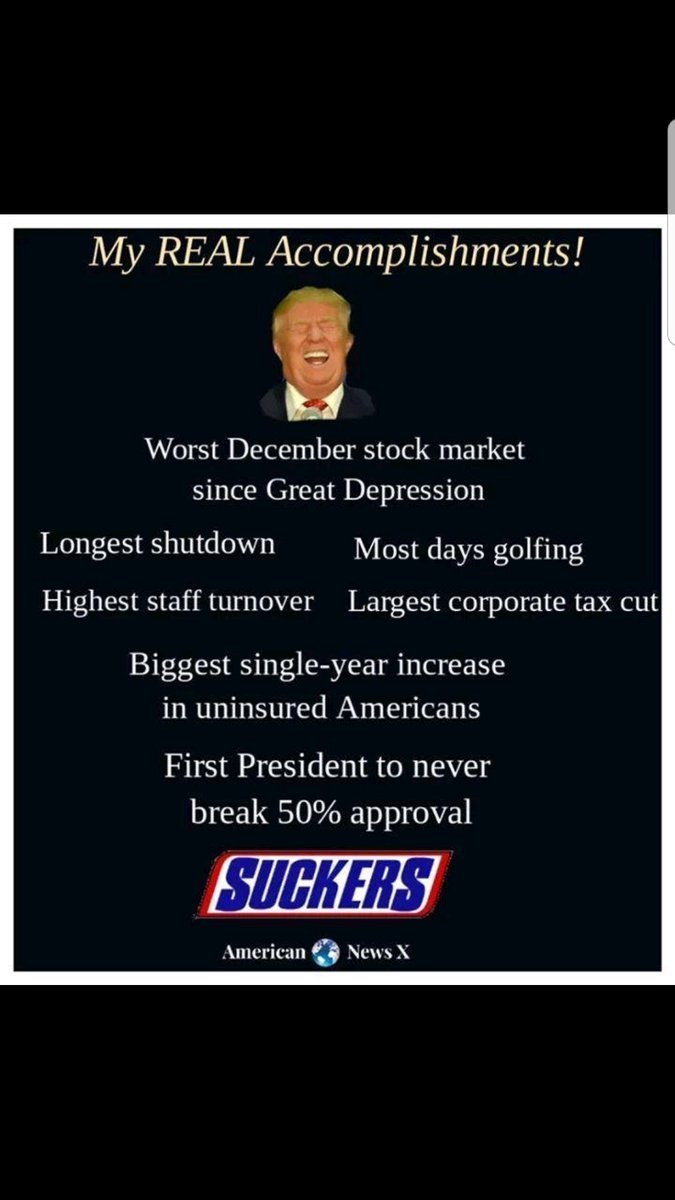 My REAL Accomplishments!
Worst December stock market
since Great Depression
Longest shutdown
Most days golfing
Highest staff turnover
Largest corporate tax cut
Biggest single-year increase
in uninsured Americans
First President to never
break 50% approval
SUCKERS
American News X